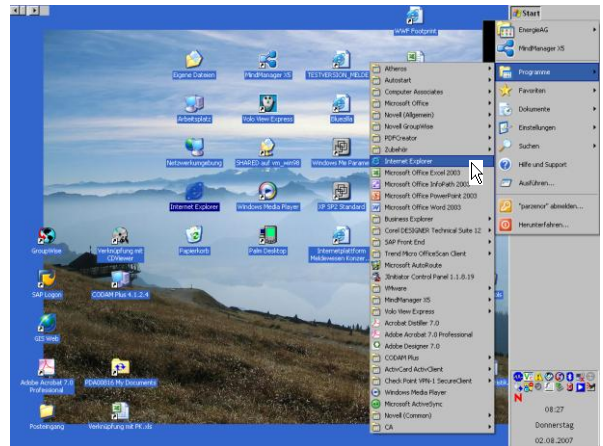 WWF Footprint
Eigene Dateien
MindManager X5
TESTVERSION_MELDE
Arbeitsplatz
Volo View Express
Bluezilla
Netzwerkumgebung
SHARED auf vm_win98
Windows Me Parame
Internet Explorer
Windows Media Player
XP SP2 Standard
GroupWise
Verknüpfung mit
CDViewer
Papierkorb
Palm Desktop
Internetplattform
Meldewesen Konzer...
SAP Logon
CODAM Plus 4.1.2.4
GIS Web
Adobe Acrobat 7.0
Professional
PDA00816 My Documents
Posteingang
Verknüpfung mit PK.xls
Atheros
Autostart
Computer Associates
Microsoft Office
Novell (Allgemein)
Novell GroupWise
PDFCreator
Zubehör
Internet Explorer
Microsoft Office Excel 2003
Microsoft Office InfoPath 2003
Microsoft Office PowerPoint 2003
Microsoft Office Word 2003
Business Explorer
Corel DESIGNER Technical Suite 12
SAP Front End
Trend Micro OfficeScan Client
Microsoft AutoRoute
JInitiator Control Panel 1.1.8.19
VMware
MindManager X5
Volo View Express
Acrobat Distiller 7.0
Adobe Acrobat 7.0 Professional
Adobe Designer 7.0
CODAM Plus
ActivCard ActivClient
Check Point VPN-1 SecureClient
Windows Media Player
Microsoft ActiveSync
Novell (Common)
CA
Start
EnergieAG
MindManager X5
Programme
Favoriten
Dokumente
Einstellungen
Suchen
Hilfe und Support
Ausführen...
"parzenor" abmelden...
Herunterfahren...
N
08:27
Donnerstag
02.08.2007